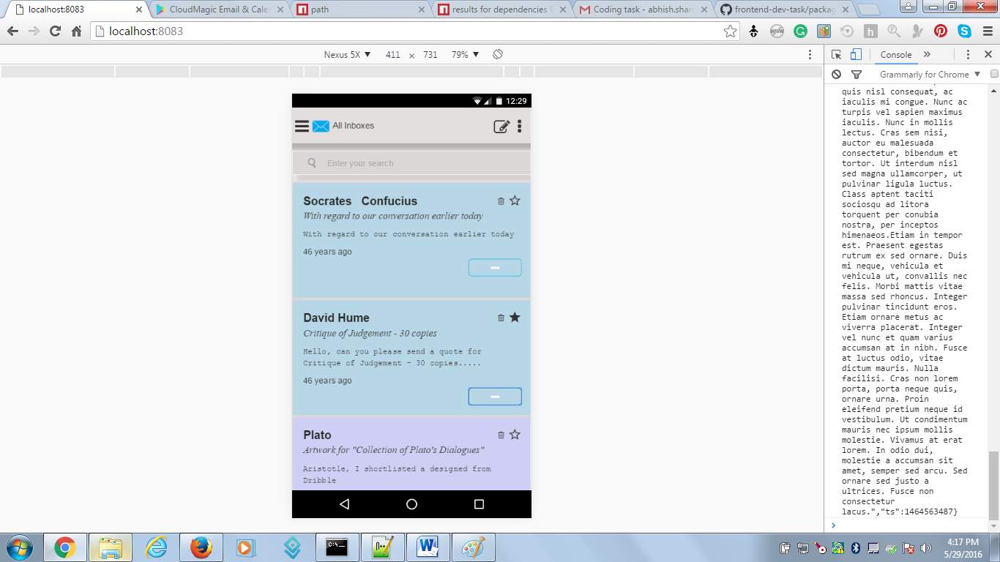 localhost:8083
CloudMagic Email & Caler
path
results for dependencies l
Coding task - abhish.sharn
frontend-dev-task/packag
localhost:8083
Nexus 5X ▼ 411 × 731 79% ▼
Console »
Grammarly for Chrome ▼
12:29
All Inboxes
Enter your search
Socrates Confucius
With regard to our conversation earlier today
With regard to our conversation earlier today
46 years ago
David Hume
Critique of Judgement - 30 copies
Hello, can you please send a quote for
Critique of Judgement - 30 copies.....
46 years ago
Plato
Artwork for "Collection of Plato's Dialogues"
Aristotle, I shortlisted a designed from
Dribble
quis nisl consequat, ac
iaculis mi congue. Nunc ac
turpis vel sapien maximus
iaculis. Nunc in mollis
lectus. Cras sem nisi,
auctor eu malesuada
consectetur, bibendum et
tortor. Ut interdum nisl
sed magna ullamcorper, ut
pulvinar ligula luctus.
Class aptent taciti
sociosqu ad litora
torquent per conubia
nostra, per inceptos
himenaeos.Etiam in tempor
est. Praesent egestas
rutrum ex sed ornare. Duis
mi neque, vehicula et
vehicula ut, convallis nec
felis. Morbi mattis vitae
massa sed rhoncus. Integer
pulvinar tincidunt eros.
Etiam ornare metus ac
viverra placerat. Integer
vel nunc et quam varius
accumsan at in nibh. Fusce
at luctus odio, vitae
dictum mauris. Nulla
facilisi. Cras non lorem
porta, porta neque quis,
ornare urna. Proin
eleifend pretium neque id
vestibulum. Ut condimentum
mauris nec ipsum mollis
molestie. Vivamus at erat
lorem. In odio dui,
molestie a accumsan sit
amet, semper sed arcu. Sed
ornare sed justo a
ultrices. Fusce non
consectetur
lacus.","ts":1464563487}
4:17 PM
5/29/2016